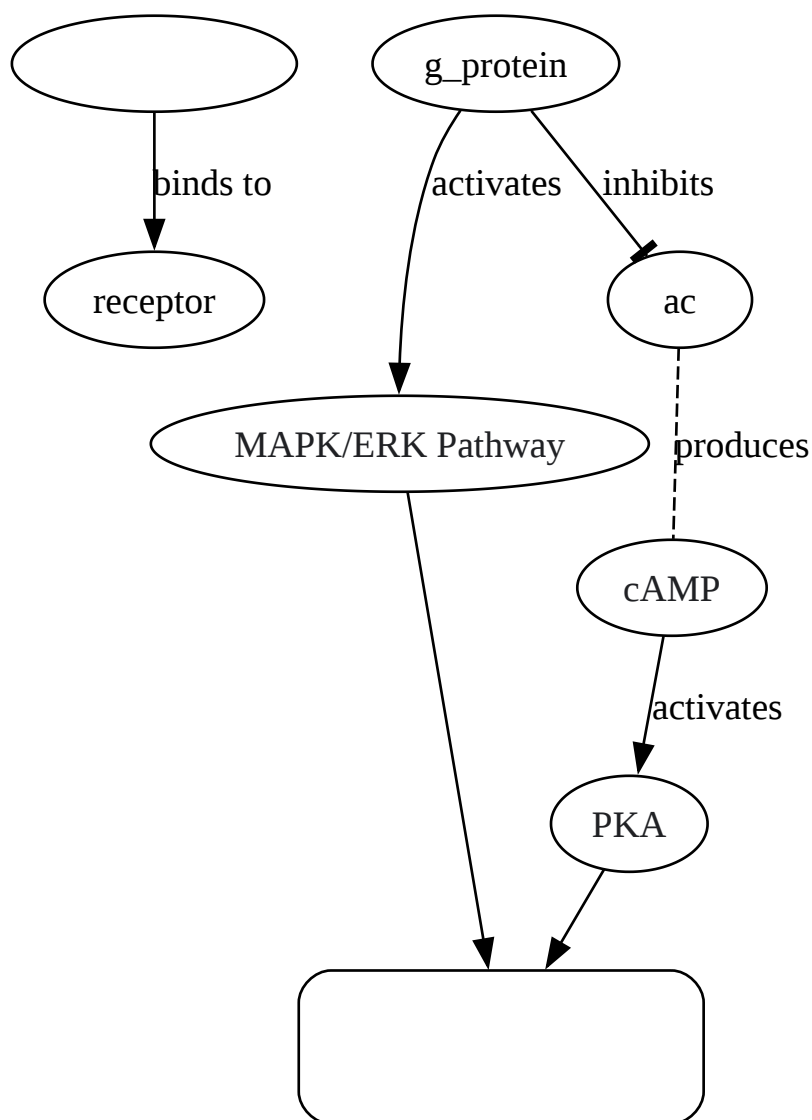 g_protein
binds to
activates
inhibits
receptor
ac
MAPK/ERK Pathway
produces
cAMP
activates
PKA